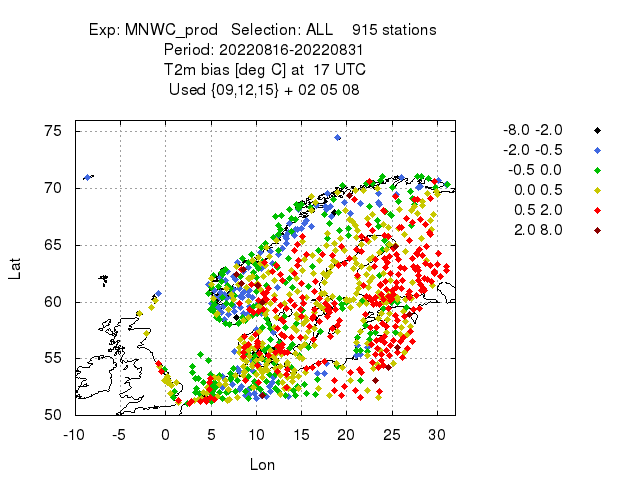 Exp: MNWC_prod   Selection: ALL    915 stations
Period: 20220816-20220831
T2m bias [deg C] at  17 UTC
Used {09,12,15} + 02 05 08
-8.0 -2.0
-2.0 -0.5
-0.5 0.0
0.0 0.5
0.5 2.0
2.0 8.0
75
70
65
60
55
50
Lat
-10 -5 0 5 10 15 20 25 30
Lon